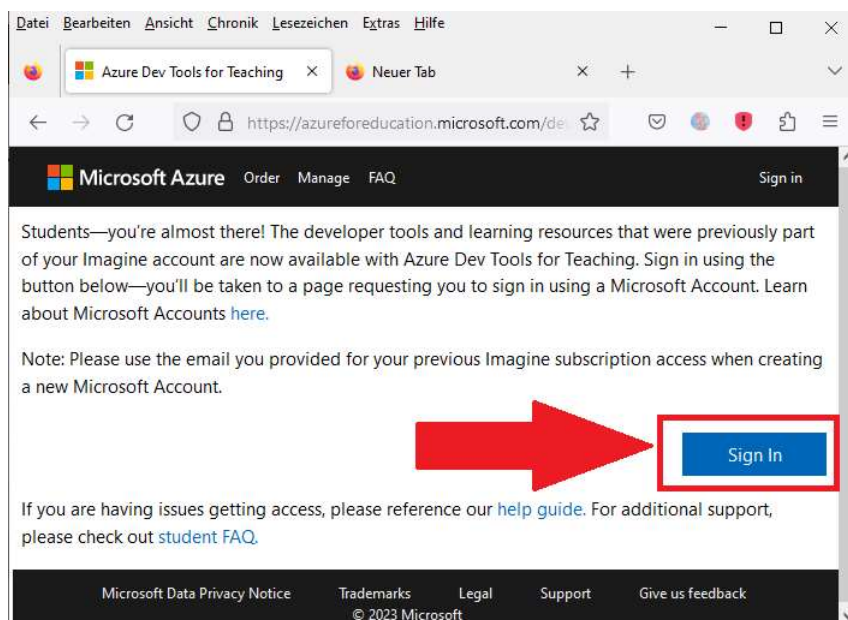 Datei Bearbeiten Ansicht Chronik Lesezeichen Extras Hilfe
Azure Dev Tools for Teaching
Neuer Tab
https://azureforeducation.microsoft.com/de
Microsoft Azure Order Manage FAQ Sign in
Students—you're almost there! The developer tools and learning resources that were previously part
of your Imagine account are now available with Azure Dev Tools for Teaching. Sign in using the
button below—you'll be taken to a page requesting you to sign in using a Microsoft Account. Learn
about Microsoft Accounts here.
Note: Please use the email you provided for your previous Imagine subscription access when creating
a new Microsoft Account.
Sign In
If you are having issues getting access, please reference our help guide. For additional support,
please check out student FAQ.
Microsoft Data Privacy Notice Trademarks Legal Support Give us feedback
© 2023 Microsoft